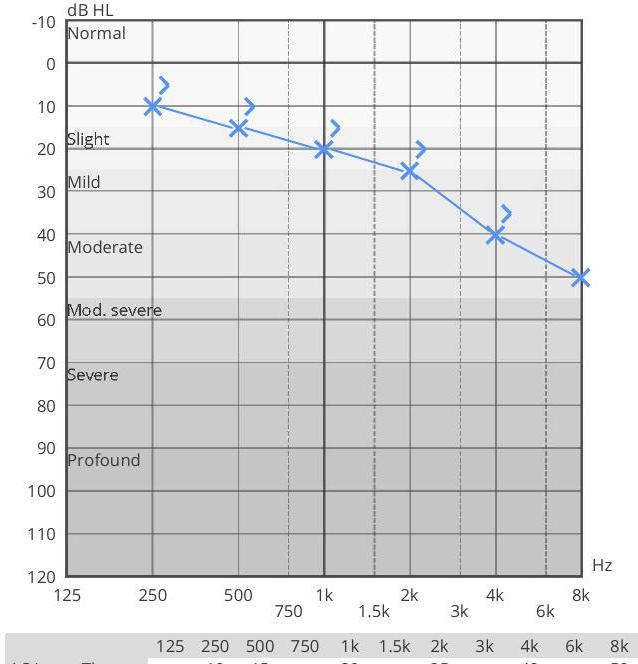 dB HL
-10
Normal
0
10
Slight
20
Mild
30
40
Moderate
50
Mod. severe
60
70
Severe
80
90
Profound
100
110
120
Hz
125 250 500 1k 2k 4k 8k
750 1.5k 3k 6k
125 250 500 750 1k 1.5k 2k 3k 4k 6k 8k